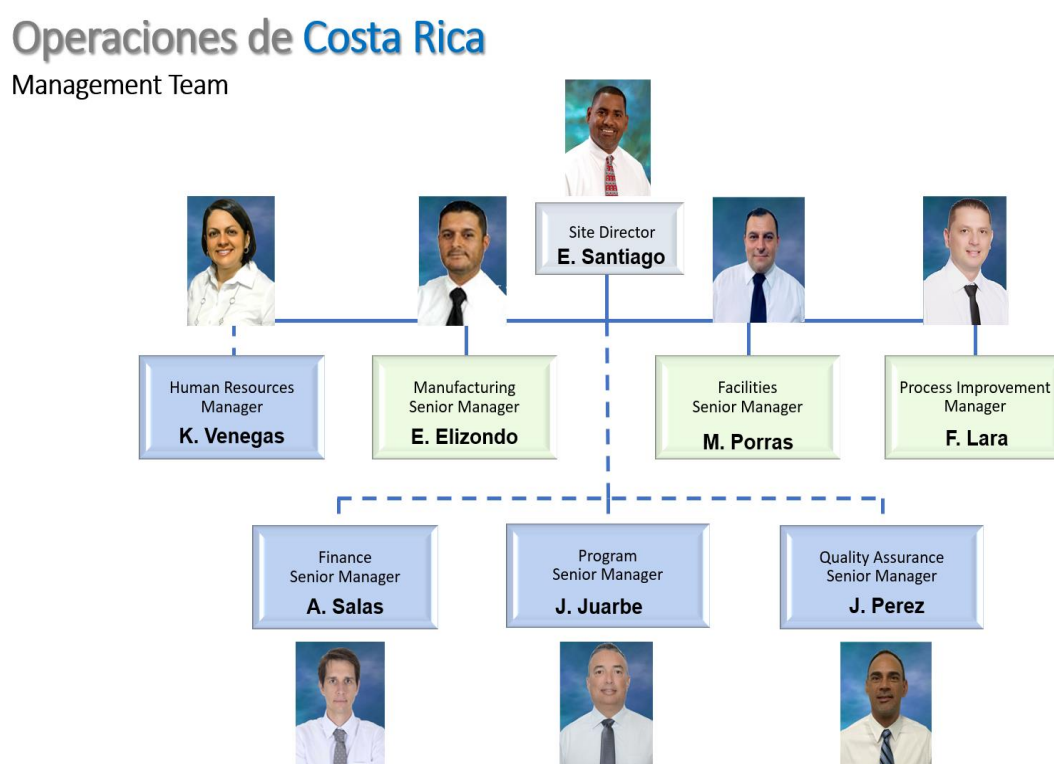 Operaciones de Costa Rica
Management Team
Site Director
E. Santiago
Human Resources
Manager
K. Venegas
Manufacturing
Senior Manager
E. Elizondo
Facilities
Senior Manager
M. Porras
Process Improvement
Manager
F. Lara
Finance
Senior Manager
A. Salas
Program
Senior Manager
J. Juarbe
Quality Assurance
Senior Manager
J. Perez